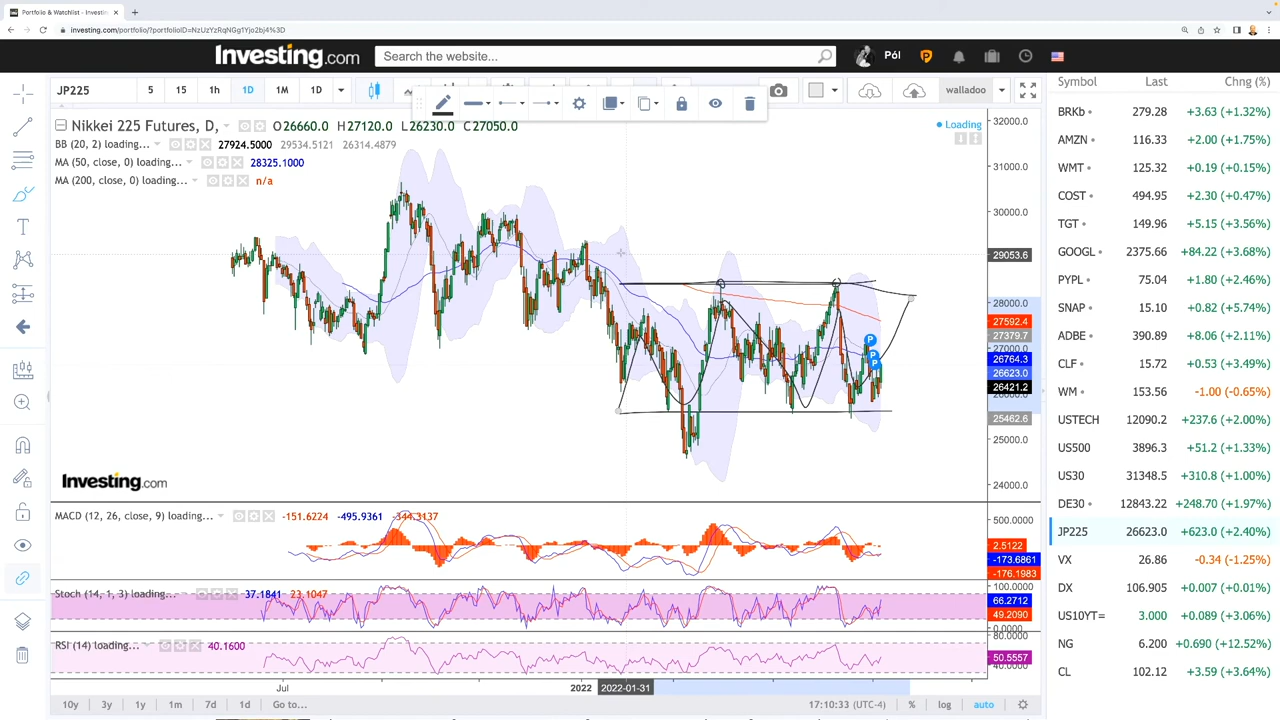 Portfolio & Watchlist - Investin
investing.com/portfolio/?portfolioID=NzUzYzRqNGg1Yjo2bj4%3D
Investing.com
Search the website...
Pól
JP225
5
15
1h
1D
1M
1D
walladoo
Nikkei 225 Futures, D, O26660.0 H27120.0 L26230.0 C27050.0
Loading
BB (20, 2) loading... 27924.5000 29534.5121 26314.4879
MA (50, close, 0) loading... 28325.1000
MA (200, close, 0) loading... n/a
32000.0
31000.0
30000.0
29053.6
28000.0
27592.4
27379.7
27000.0
26764.3
26623.0
26421.2
25462.6
25000.0
24000.0
P
P
P
Investing.com
MACD (12, 26, close, 9) loading... -151.6224 -495.9361 -344.3137
500.0000
2.5122
-173.6861
-176.1983
Stoch (14, 1, 3) loading... 37.1841 23.1047
100.0000
66.2712
49.2090
0.0000
RSI (14) loading... 40.1600
80.0000
50.5557
40.0000
Jul
2022
2022-01-31
10y 3y 1y 1m 7d 1d Go to...
17:10:33 (UTC-4) % log auto
Symbol Last Chng (%)
BRKb 279.28 +3.63 (+1.32%)
AMZN 116.33 +2.00 (+1.75%)
WMT 125.32 +0.19 (+0.15%)
COST 494.95 +2.30 (+0.47%)
TGT 149.96 +5.15 (+3.56%)
GOOGL 2375.66 +84.22 (+3.68%)
PYPL 75.04 +1.80 (+2.46%)
SNAP 15.10 +0.82 (+5.74%)
ADBE 390.89 +8.06 (+2.11%)
CLF 15.72 +0.53 (+3.49%)
WM 153.56 -1.00 (-0.65%)
USTECH 12090.2 +237.6 (+2.00%)
US500 3896.3 +51.2 (+1.33%)
US30 31348.5 +310.8 (+1.00%)
DE30 12843.22 +248.70 (+1.97%)
JP225 26623.0 +623.0 (+2.40%)
VX 26.86 -0.34 (-1.25%)
DX 106.905 +0.007 (+0.01%)
US10YT= 3.000 +0.089 (+3.06%)
NG 6.200 +0.690 (+12.52%)
CL 102.12 +3.59 (+3.64%)